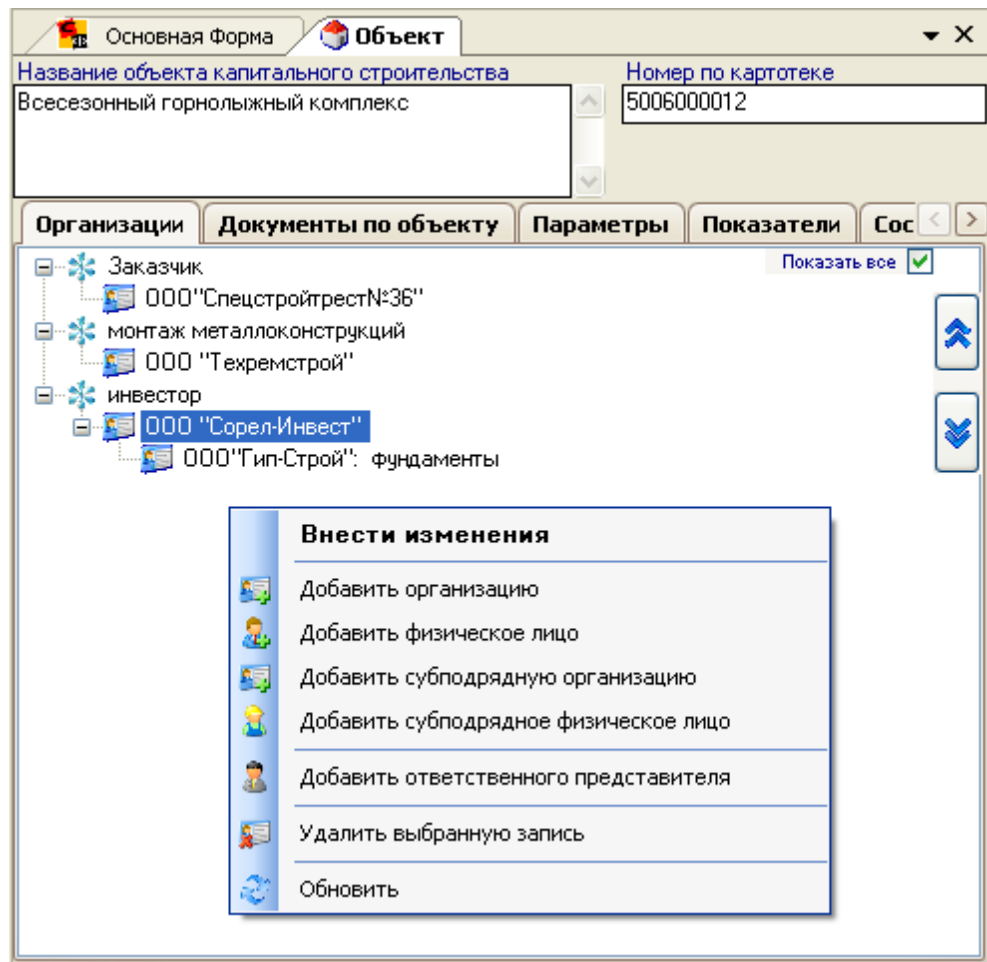 Основная Форма
Объект
Название объекта капитального строительства
Номер по картотеке
Всесезонный горнолыжный комплекс
5006000012
Организации
Документы по объекту
Параметры
Показатели
Сос
Показать все
Заказчик
ООО"Спецстройтрест№36"
монтаж металлоконструкций
ООО "Техремстрой"
инвестор
ООО "Сорел-Инвест"
ООО"Гип-Строй": фундаменты
Внести изменения
Добавить организацию
Добавить физическое лицо
Добавить субподрядную организацию
Добавить субподрядное физическое лицо
Добавить ответственного представителя
Удалить выбранную запись
Обновить